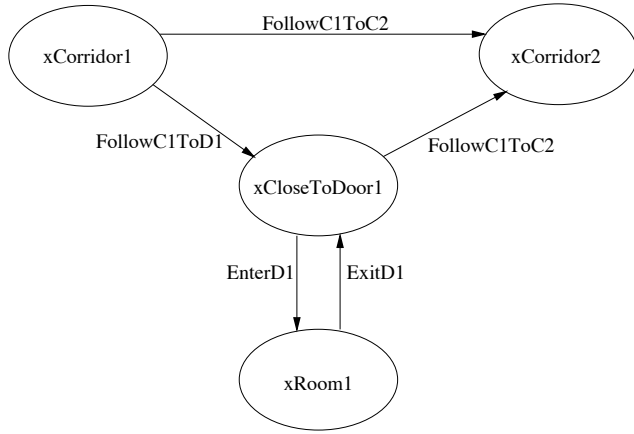 FollowC1ToC2
xCorridor1
xCorridor2
FollowC1ToD1
FollowC1ToC2
xCloseToDoor1
EnterD1
ExitD1
xRoom1